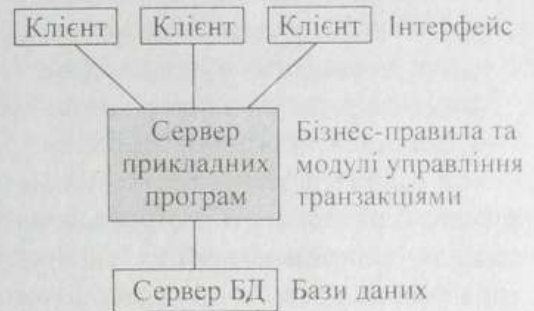 Клієнт Клієнт Клієнт Інтерфейс
Сервер
прикладних
програм
Бізнес-правила та
модулі управління
транзакціями
Сервер БД Бази даних